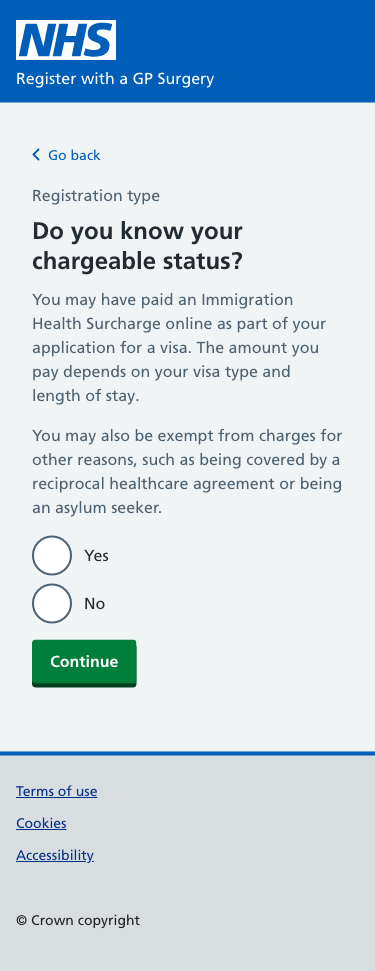 NHS
Register with a GP Surgery
Go back
Registration type
Do you know your
chargeable status?
You may have paid an Immigration
Health Surcharge online as part of your
application for a visa. The amount you
pay depends on your visa type and
length of stay.
You may also be exempt from charges for
other reasons, such as being covered by a
reciprocal healthcare agreement or being
an asylum seeker.
Yes
No
Continue
Terms of use
Cookies
Accessibility
© Crown copyright